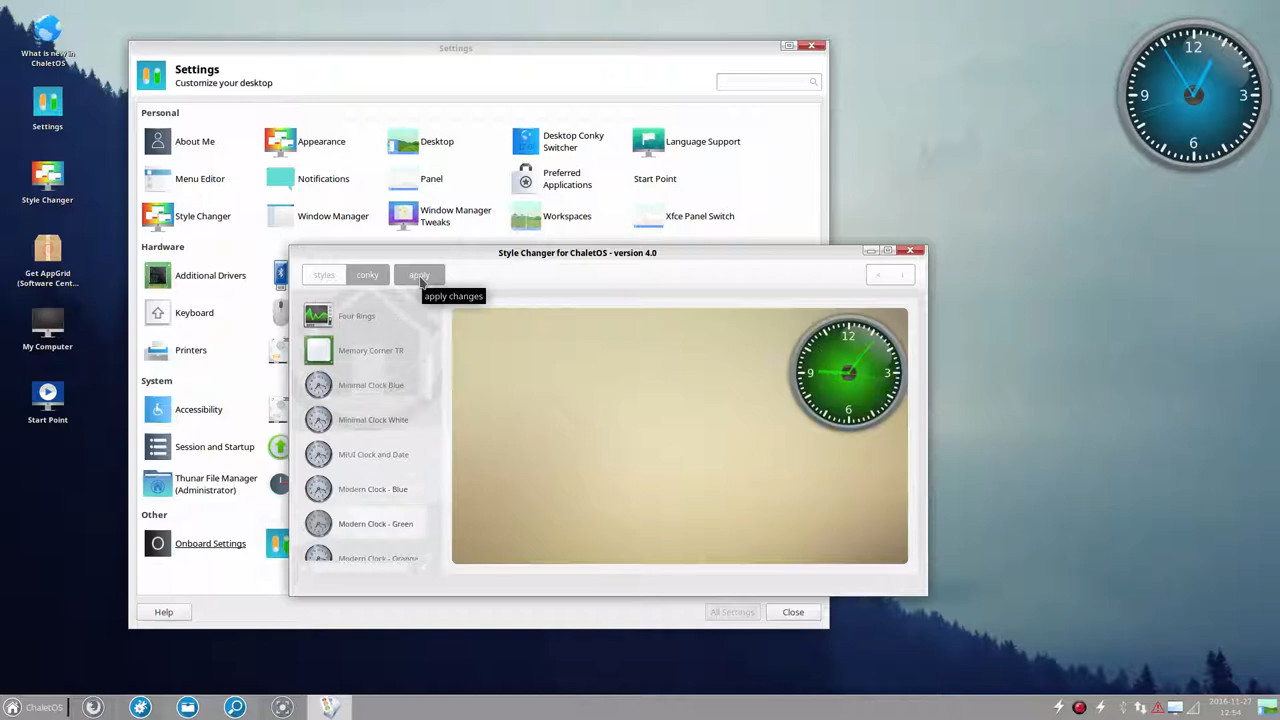 What is new in
ChaletOS
Settings
Style Changer
Get AppGrid
(Software Cent...
My Computer
Start Point
Settings
Settings
Customize your desktop
Personal
About Me
Appearance
Desktop
Desktop Conky
Switcher
Language Support
Menu Editor
Notifications
Panel
Preferred
Applications
Start Point
Style Changer
Window Manager
Window Manager
Tweaks
Workspaces
Xfce Panel Switch
Hardware
Additional Drivers
Keyboard
Printers
System
Accessibility
Session and Startup
Thunar File Manager
(Administrator)
Other
Onboard Settings
Help
All Settings
Close
Style Changer for ChaletOS - version 4.0
styles
conky
apply
<
i
apply changes
Four Rings
Memory Corner TR
Minimal Clock Blue
Minimal Clock White
MIUI Clock and Date
Modern Clock - Blue
Modern Clock - Green
Modern Clock - Orange
12
3
6
9
12
3
6
9
ChaletOS
2016-11-27
12:54